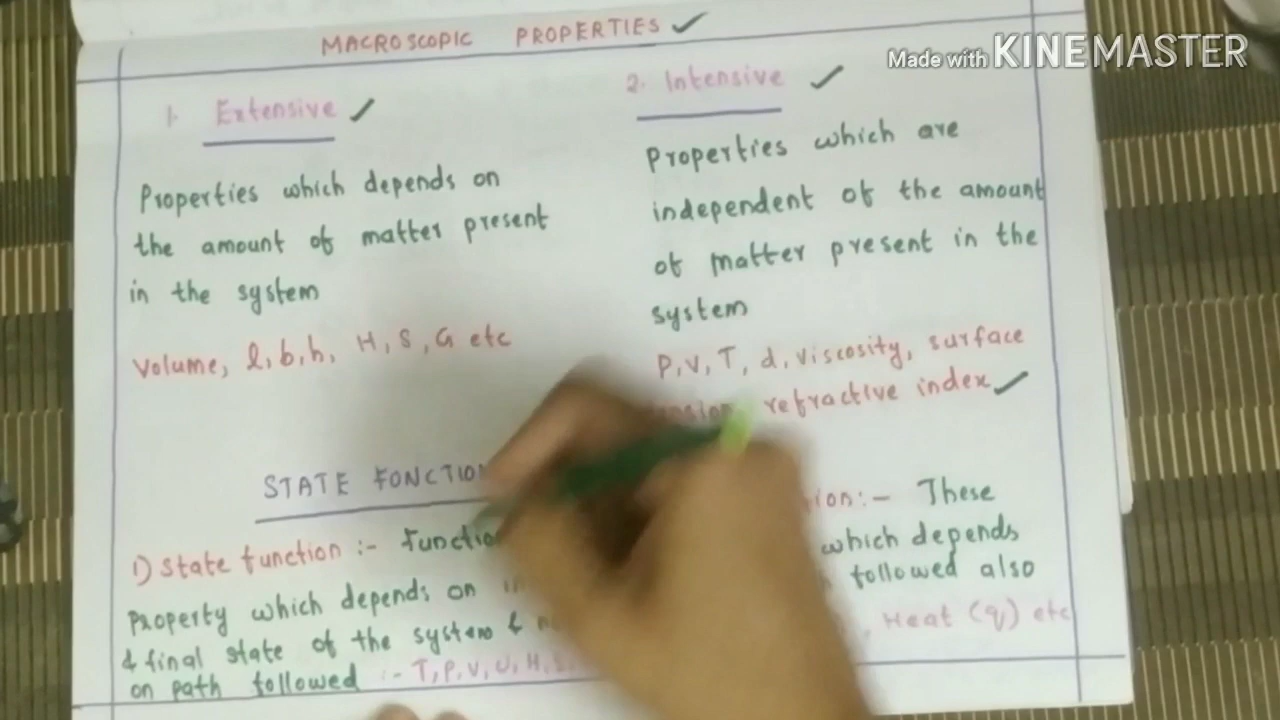 MACROSCOPIC PROPERTIES
Made with KINEMASTER
1. Extensive
Properties which depends on
the amount of matter present
in the system
Volume, l, b, h, H, S, G etc
2. Intensive
Properties which are
independent of the amount
of matter present in the
system
P, V, T, d, viscosity, surface
refractive index
STATE
1) State function :-
Property which depends on
& final state of the system &
on path followed :- T, P, V, U, H, S
:- These
which depends
followed also
, Heat (q) etc